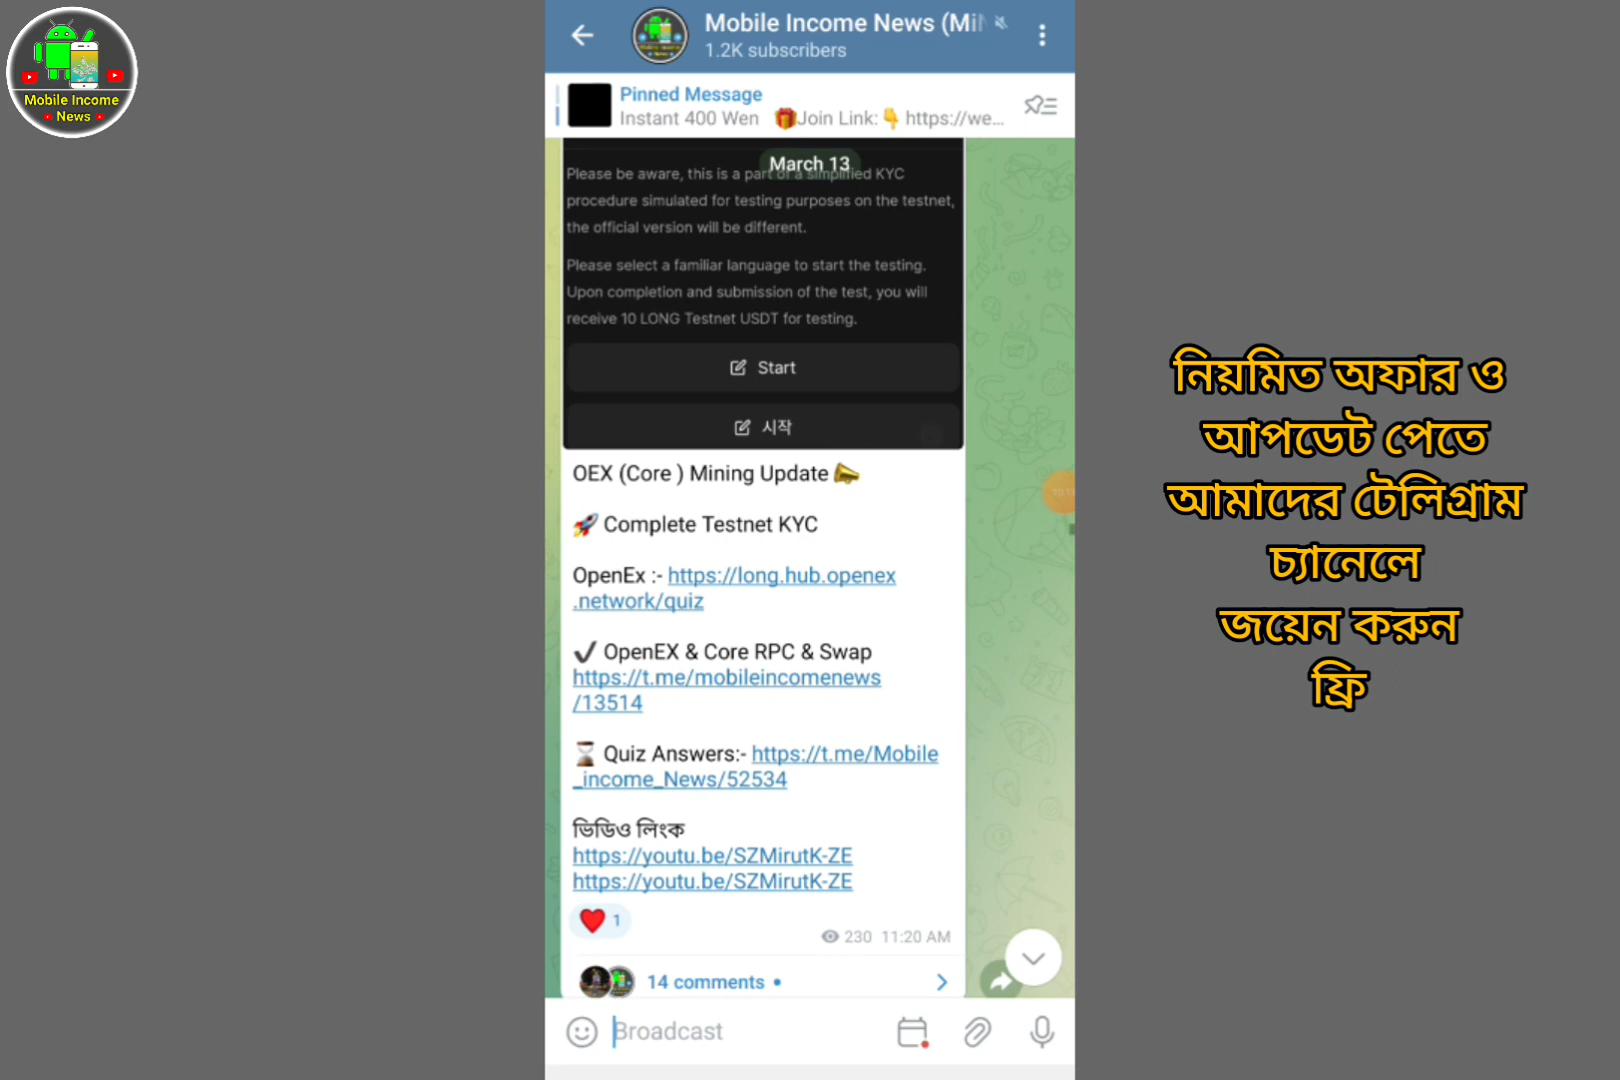 Mobile Income
News
Mobile Income News (Mi
1.2K subscribers
Pinned Message
Instant 400 Wen 🎁Join Link:👇 https://we...
March 13
Please be aware, this is a part of a simplified KYC
procedure simulated for testing purposes on the testnet,
the official version will be different.
Please select a familiar language to start the testing.
Upon completion and submission of the test, you will
receive 10 LONG Testnet USDT for testing.
Start
시작
OEX (Core ) Mining Update 📣
🚀 Complete Testnet KYC
OpenEx :- https://long.hub.openex
.network/quiz
✔️ OpenEX & Core RPC & Swap
https://t.me/mobileincomenews
/13514
⏳ Quiz Answers:- https://t.me/Mobile
_income_News/52534
ভিডিও লিংক
https://youtu.be/SZMirutK-ZE
https://youtu.be/SZMirutK-ZE
❤️ 1
230 11:20 AM
14 comments
Broadcast
নিয়মিত অফার ও
আপডেট পেতে
আমাদের টেলিগ্রাম
চ্যানেলে
জয়েন করুন
ফ্রি